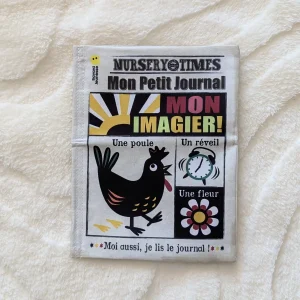 NURSERY TIMES
Mon Petit Journal
MON
IMAGIER!
Une poule
Un réveil
Une fleur
Moi aussi, je lis le journal !